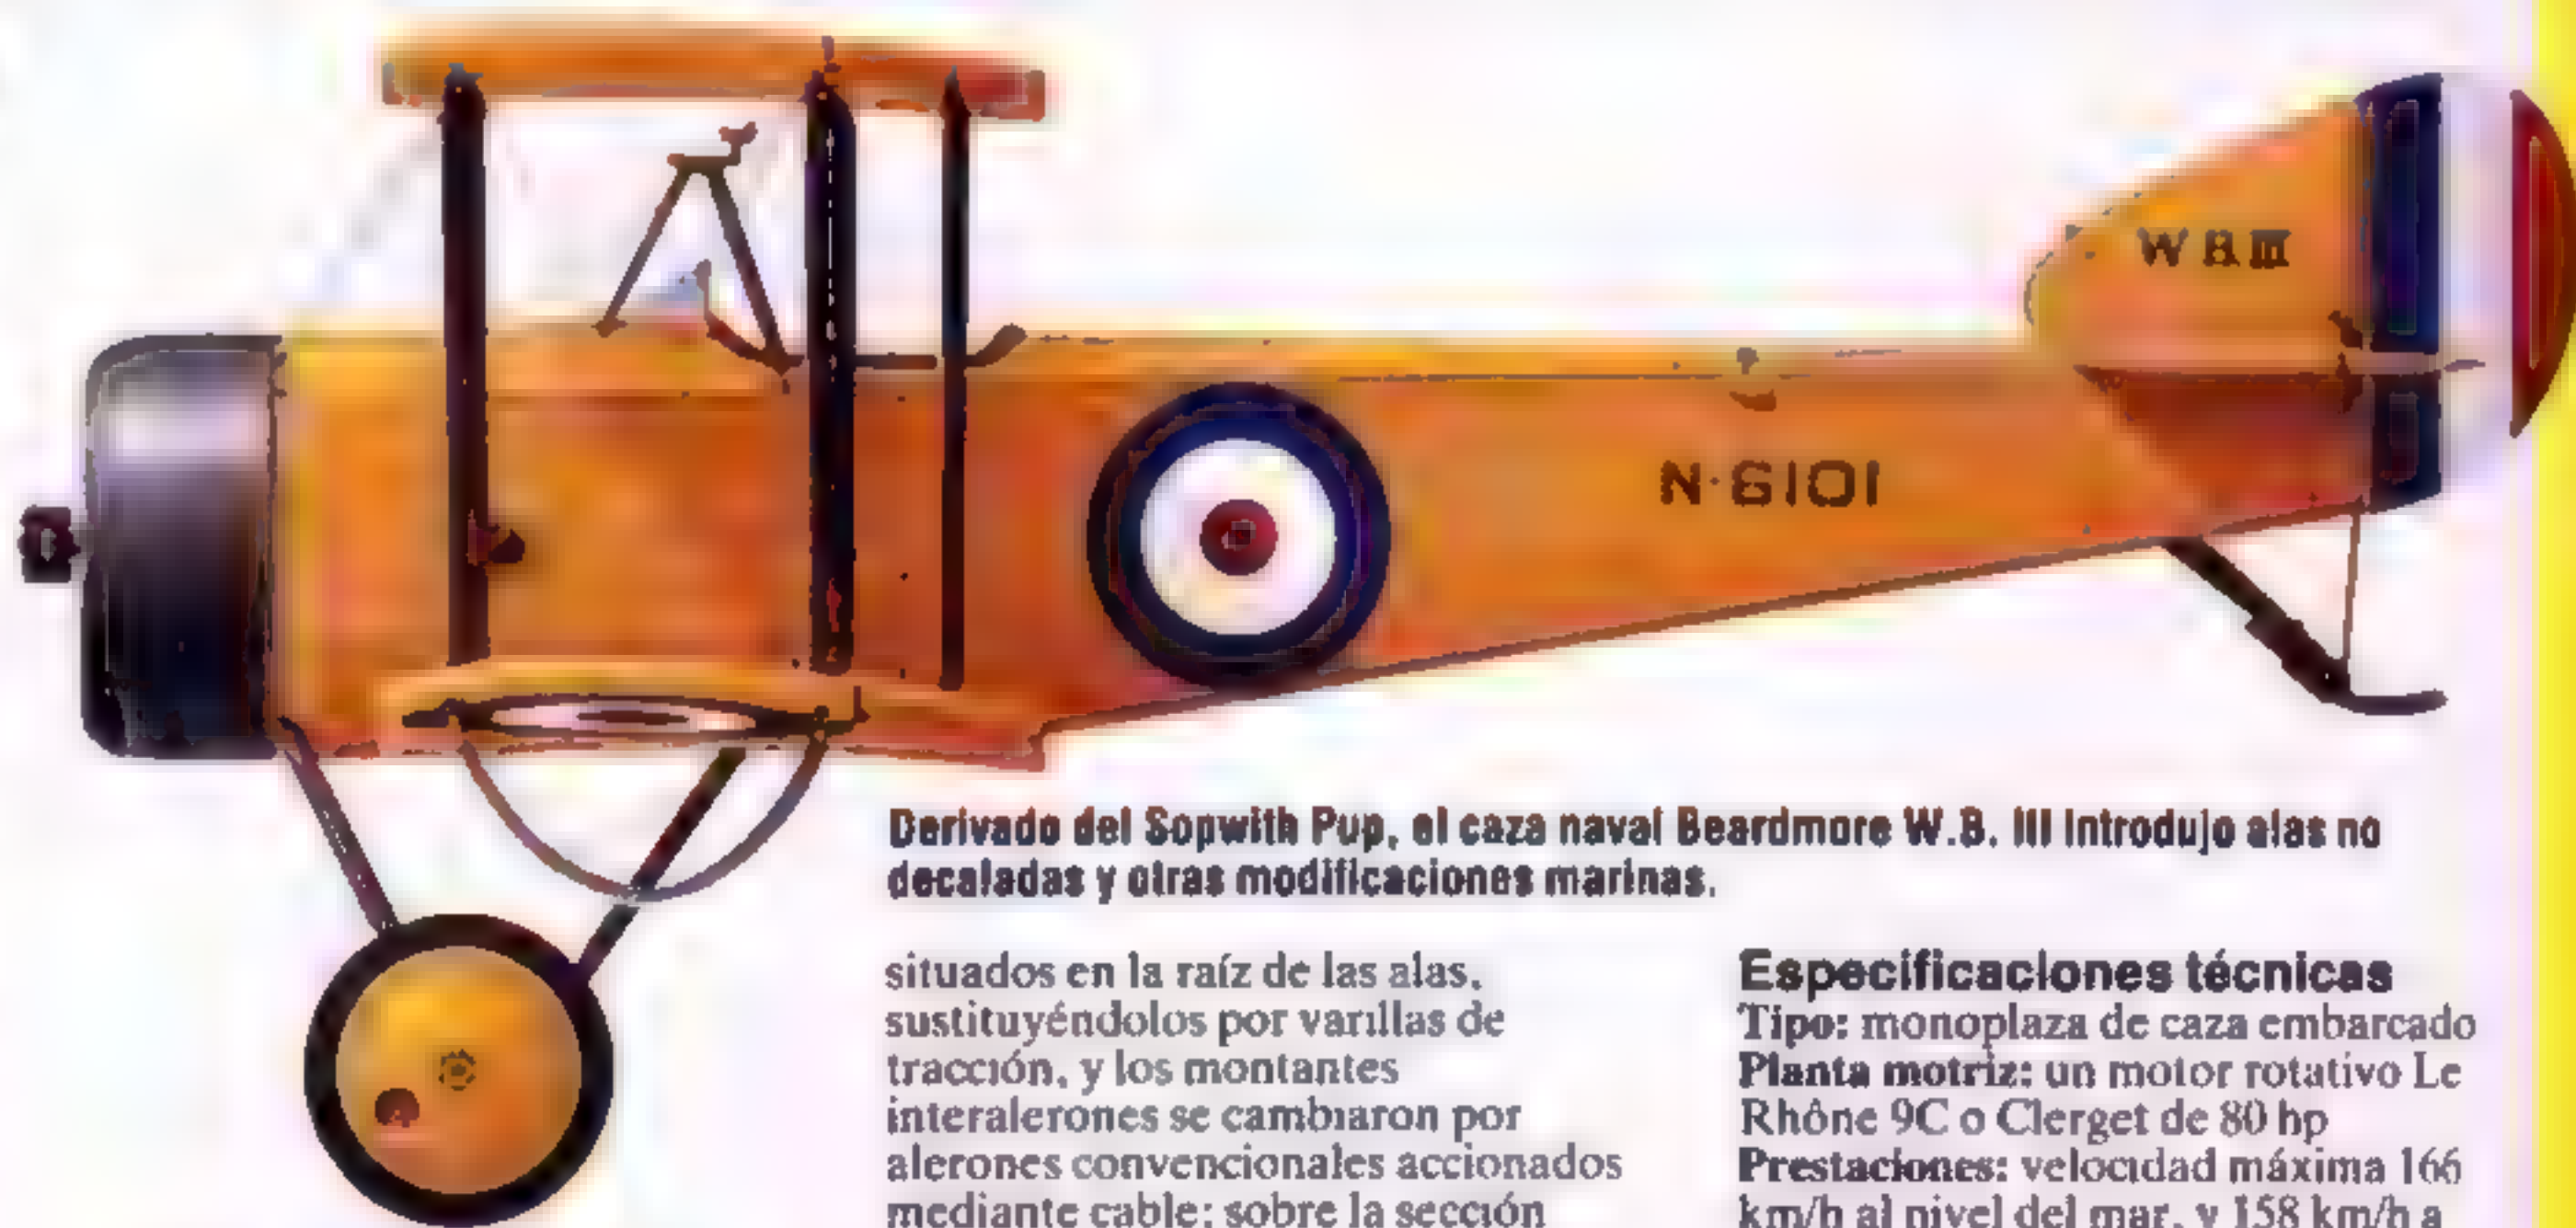 W B III
N·6101
Derivado del Sopwith Pup, el caza naval Beardmore W.B. III introdujo alas no
decaladas y otras modificaciones marinas.
situados en la raíz de las alas,
sustituyéndolos por varillas de
tracción, y los montantes
interalerones se cambiaron por
alerones convencionales accionados
mediante cable; sobre la sección
Especificaciones técnicas
Tipo: monoplaza de caza embarcado
Planta motriz: un motor rotativo Le
Rhône 9C o Clerget de 80 hp
Prestaciones: velocidad máxima 166
km/h al nivel del mar, y 158 km/h a